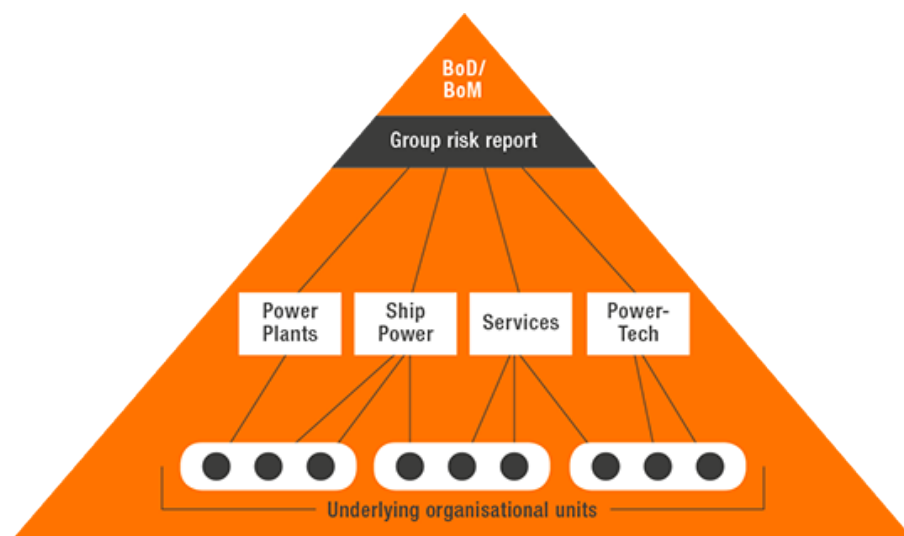 BoD/
BoM
Group risk report
Power
Plants
Ship
Power
Services
Power-
Tech
Underlying organisational units